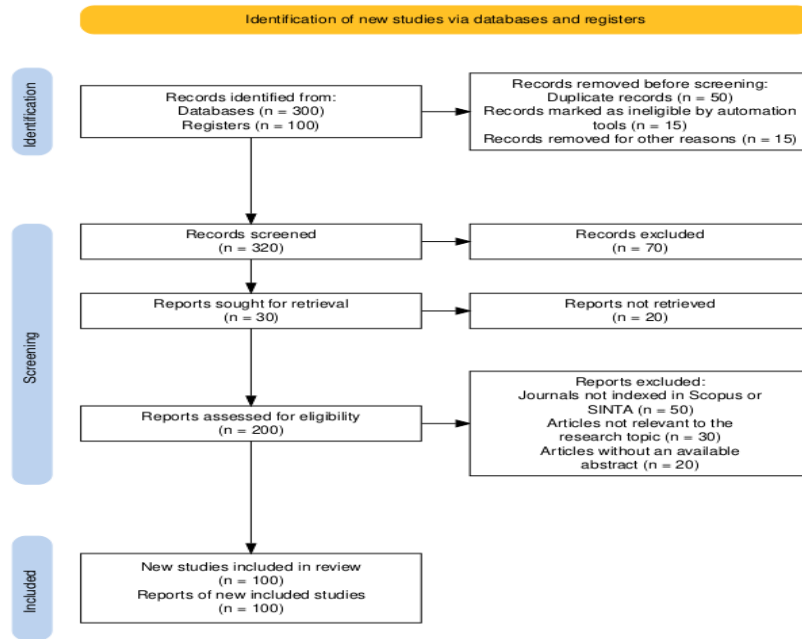 Identification of new studies via databases and registers
Identification
Records identified from:
Databases (n = 300)
Registers (n = 100)
Records removed before screening:
Duplicate records (n = 50)
Records marked as ineligible by automation
tools (n = 15)
Records removed for other reasons (n = 15)
Screening
Records screened
(n = 320)
Records excluded
(n = 70)
Reports sought for retrieval
(n = 30)
Reports not retrieved
(n = 20)
Reports assessed for eligibility
(n = 200)
Reports excluded:
Journals not indexed in Scopus or
SINTA (n = 50)
Articles not relevant to the
research topic (n = 30)
Articles without an available
abstract (n = 20)
Included
New studies included in review
(n = 100)
Reports of new included studies
(n = 100)